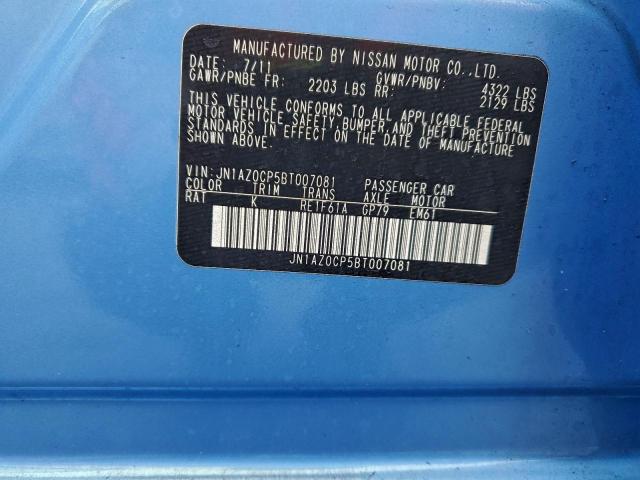 MANUFACTURED BY NISSAN MOTOR CO.,LTD.
DATE: 7/11 GVWR/PNBV: 4322 LBS
GAWR/PNBE FR: 2203 LBS RR: 2129 LBS
THIS VEHICLE CONFORMS TO ALL APPLICABLE FEDERAL
MOTOR VEHICLE SAFETY, BUMPER, AND THEFT PREVENTION
STANDARDS IN EFFECT ON THE DATE OF MANUFACTURE
SHOWN ABOVE.
VIN: JN1AZ0CP5BT007081 PASSENGER CAR
COLOR TRIM TRANS AXLE MOTOR
RAT K RE1F61A GP79 EM61
JN1AZ0CP5BT007081